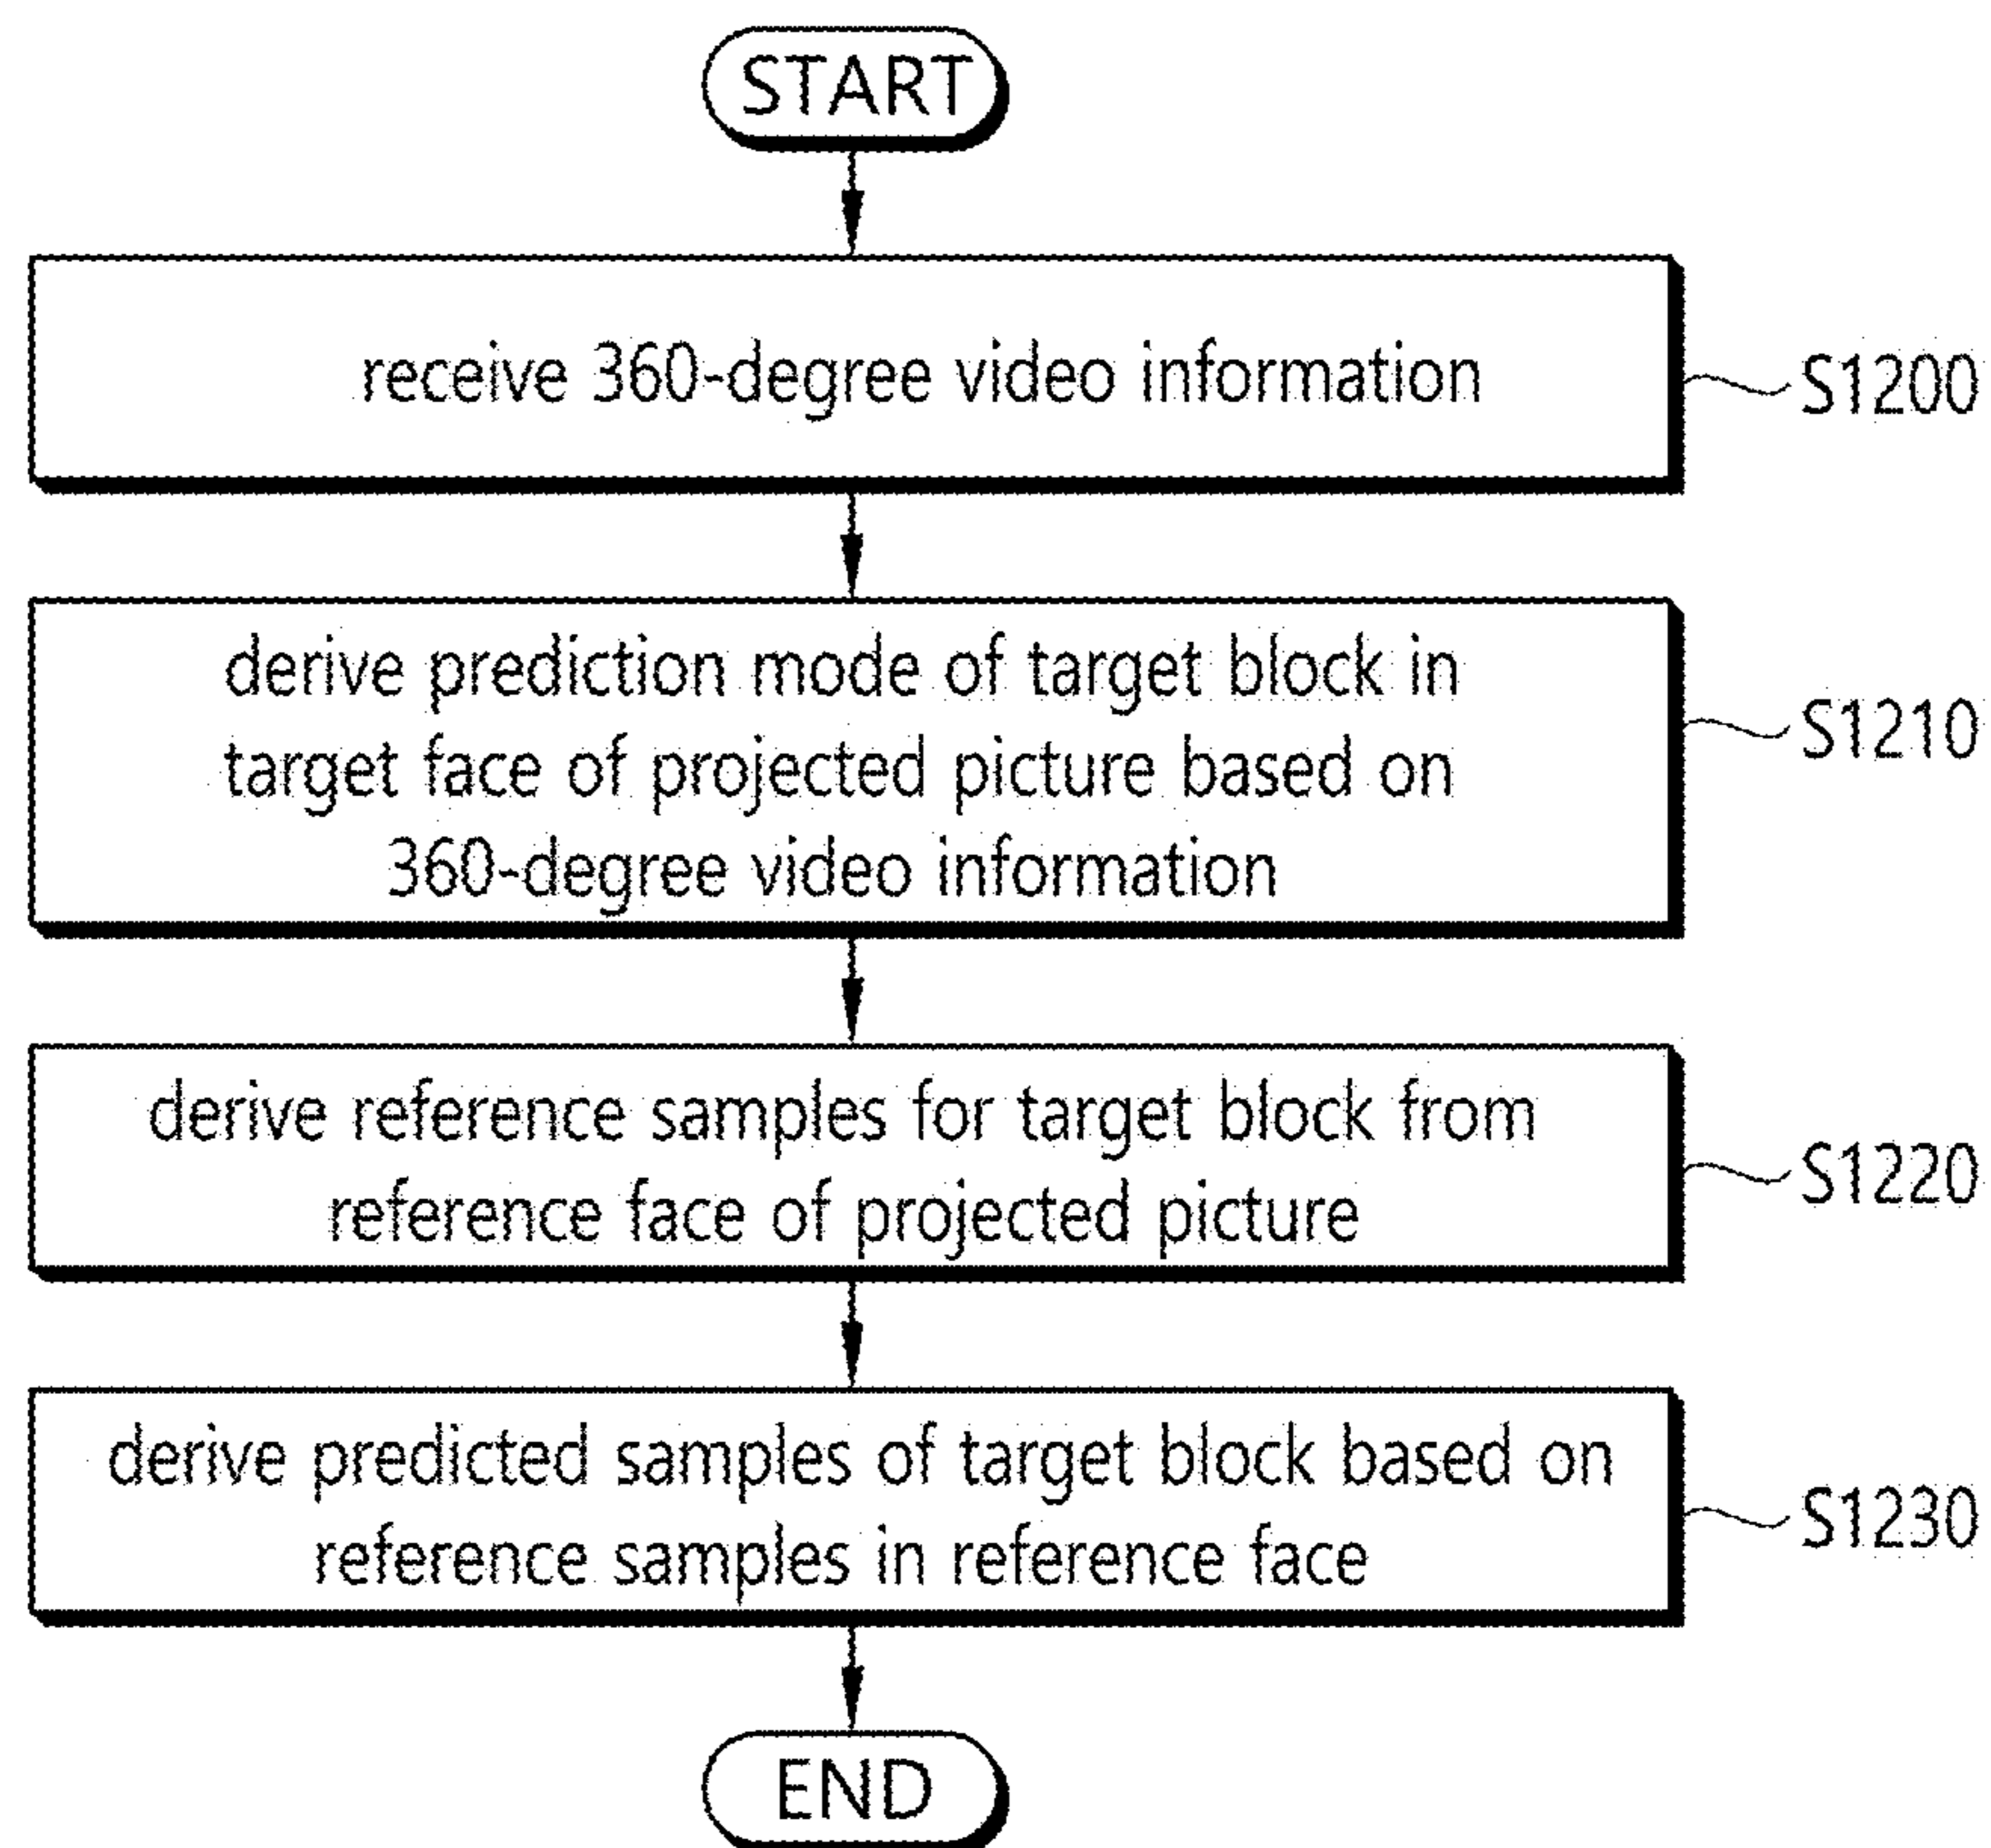 START
receive 360-degree video information
S1200
derive prediction mode of target block in
target face of projected picture based on
360-degree video information
S1210
derive reference samples for target block from
reference face of projected picture
S1220
derive predicted samples of target block based on
reference samples in reference face
S1230
END